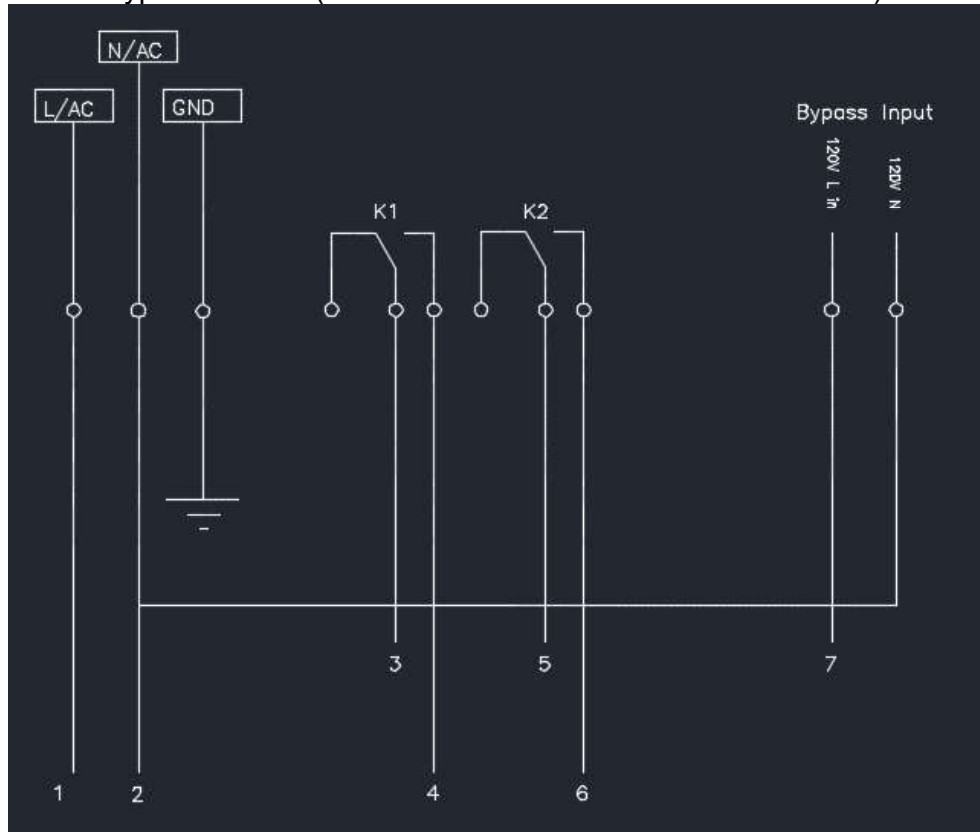 N/AC
L/AC
GND
Bypass Input
120V L in
120V N
K1
K2
3
5
7
1
2
4
6